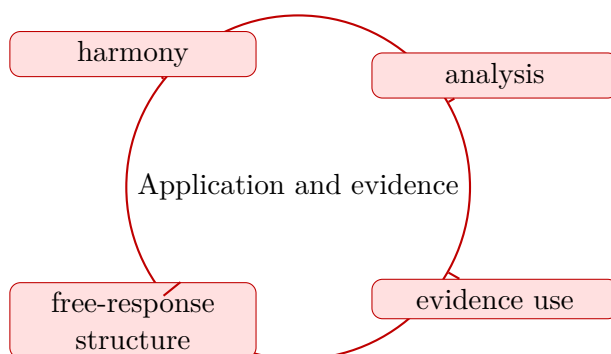 harmony
analysis
Application and evidence
free-response
structure
evidence use